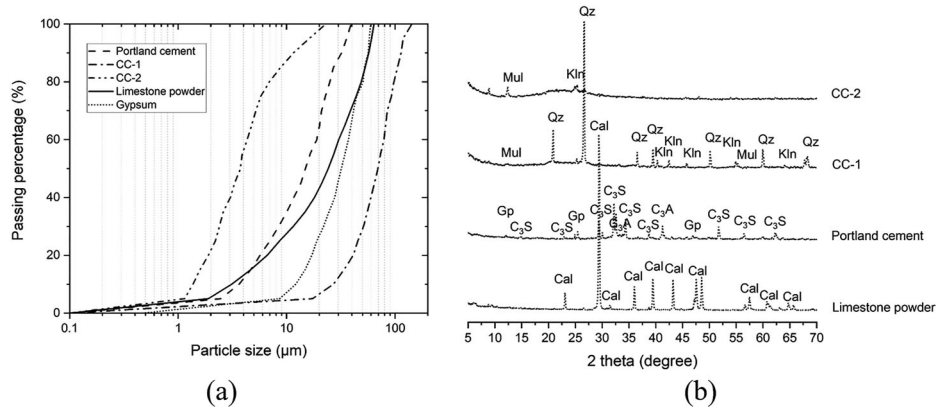 100
80
60
40
20
0
Passing percentage (%)
Portland cement
CC-1
CC-2
Limestone powder
Gypsum
0.1 1 10 100
Particle size (μm)
(a)
Qz
Mul Kln
CC-2
Qz Cal Qz Qz Kln Qz Qz
Mul Kln Kln Mul Kln
CC-1
C₃S
Gp C₃S Gp C₃S C₃S C₃A C₃S
C₃S C₃A C₃S Gp C₃S C₃S
Portland cement
Cal Cal Cal Cal Cal Cal Cal Cal Cal
Limestone powder
5 10 15 20 25 30 35 40 45 50 55 60 65 70
2 theta (degree)
(b)